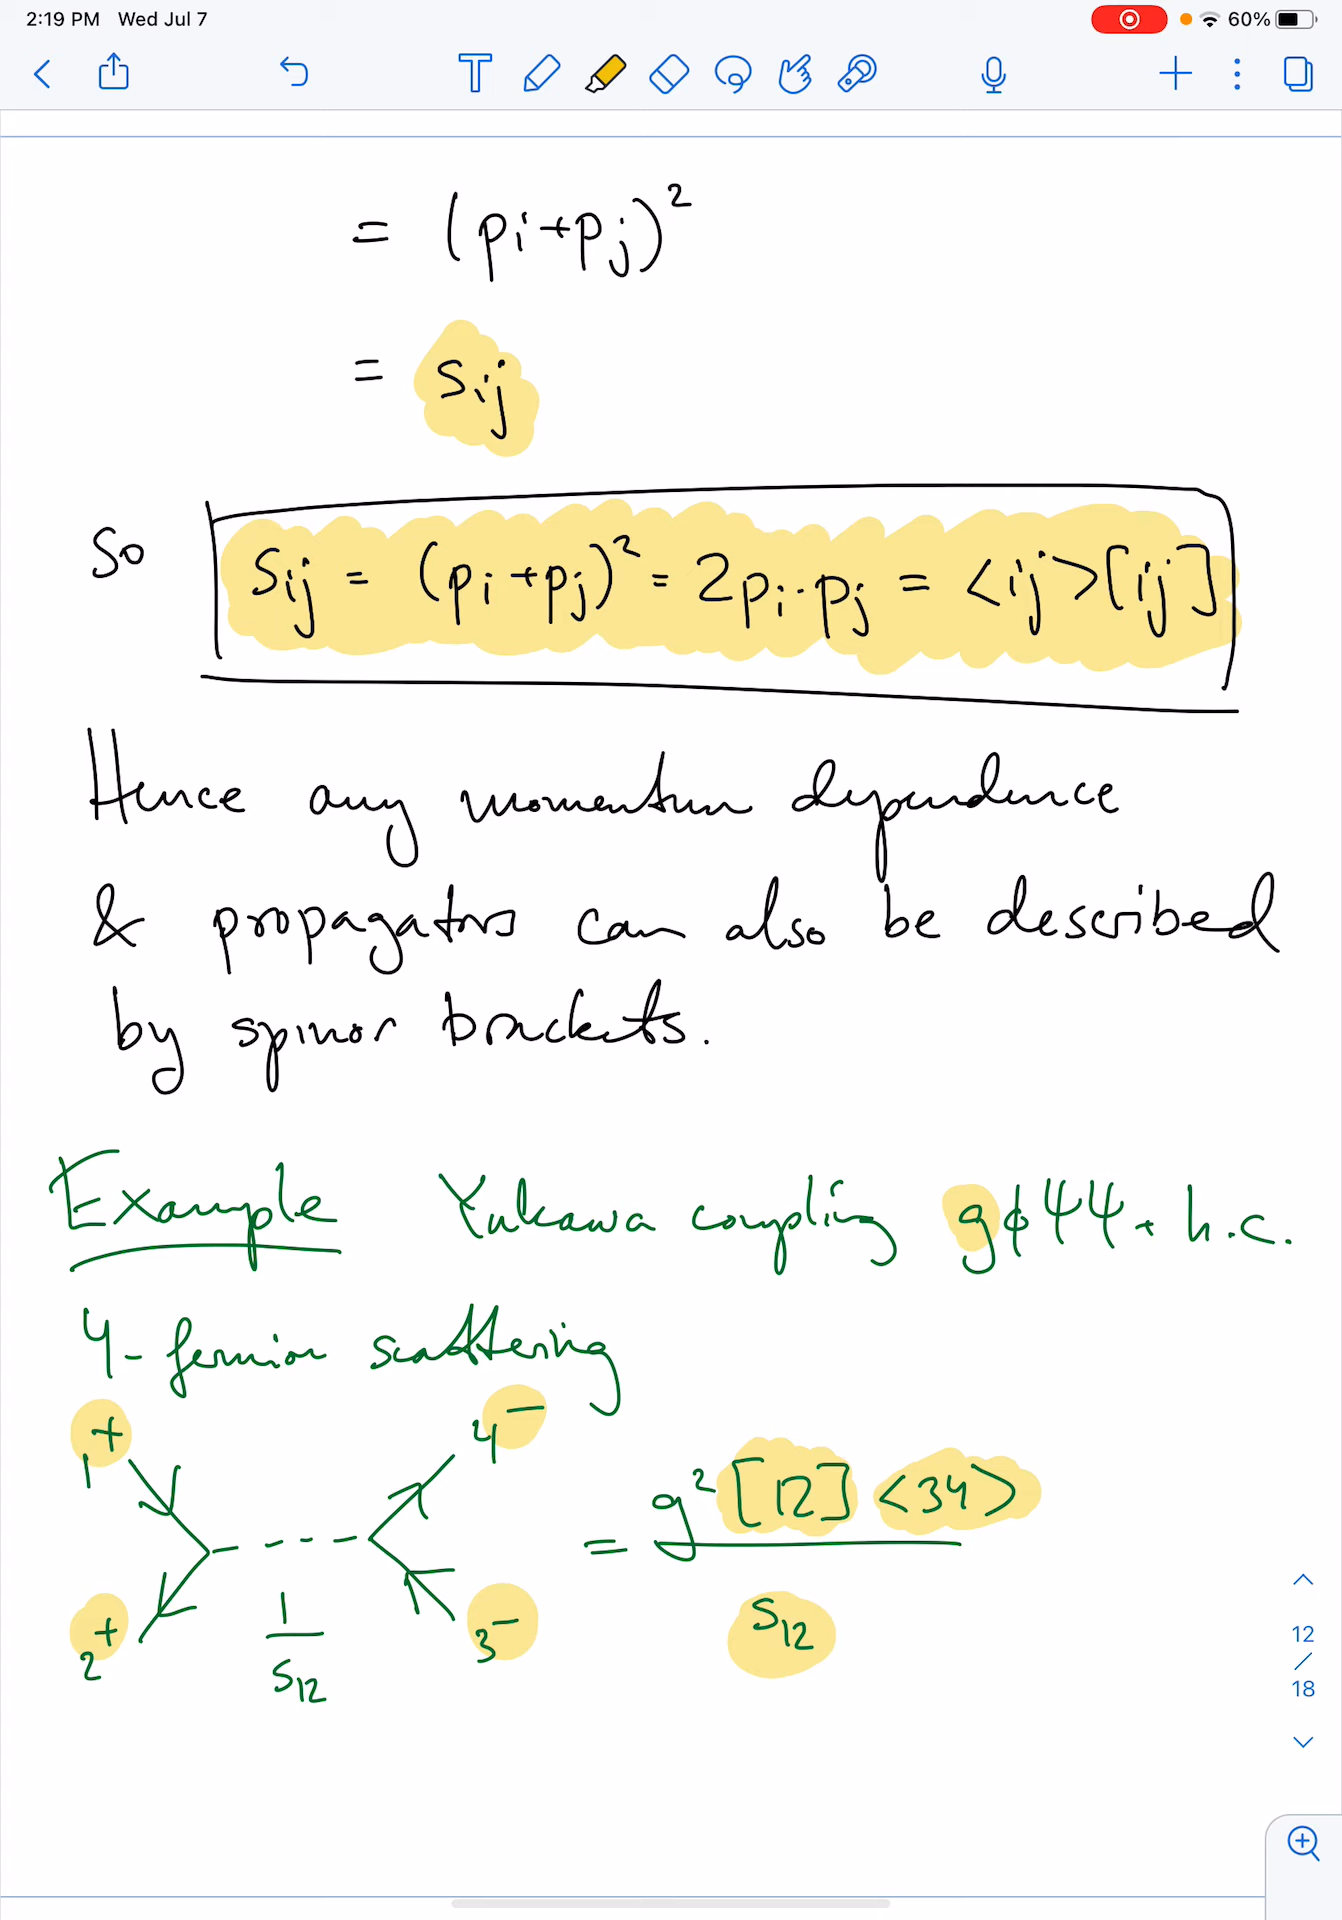 2:19 PM Wed Jul 7
60%
T
= (pi+pj)²
= Sij
So Sij = (pi+pj)² = 2pi·pj = <ij>[ij]
Hence any momentum dependence
& propagators can also be described
by spinor brackets.
Example Yukawa coupling gϕψψ + h.c.
4-fermion scattering
1+ 4−
= g² [12] <34>
2+ 1 3− S12
S12
12
/
18